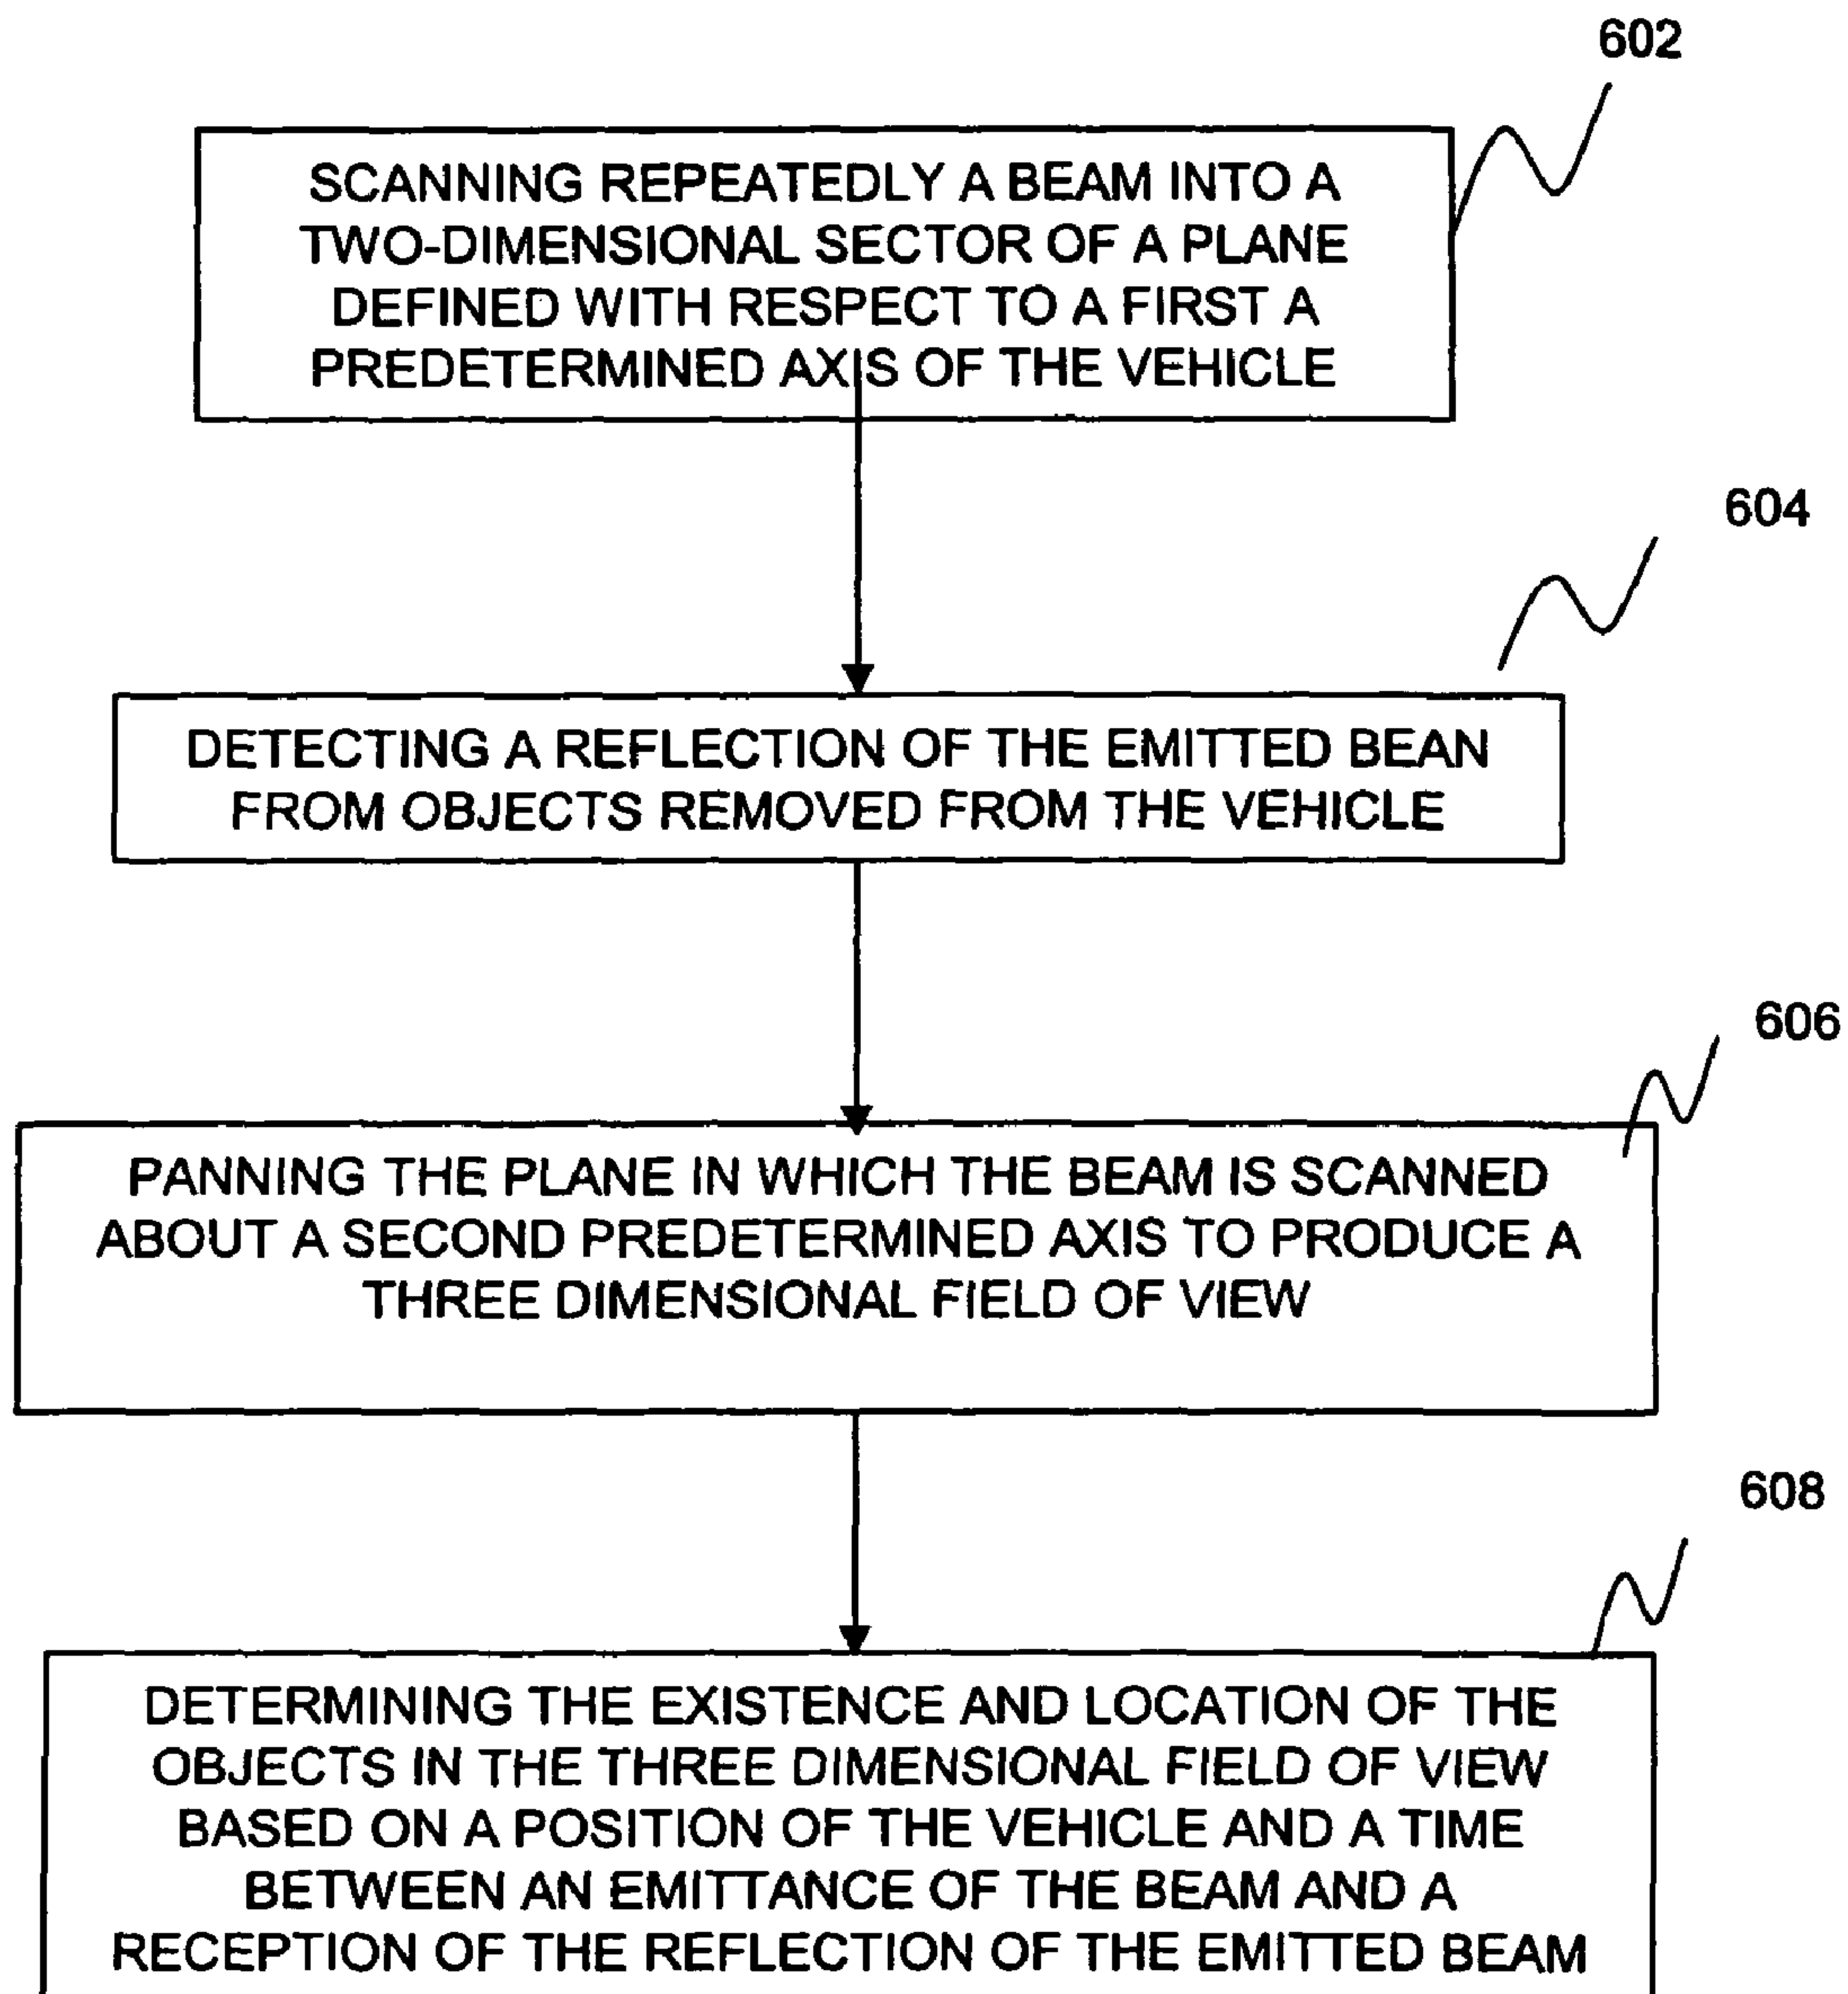 602
SCANNING REPEATEDLY A BEAM INTO A
TWO-DIMENSIONAL SECTOR OF A PLANE
DEFINED WITH RESPECT TO A FIRST A
PREDETERMINED AXIS OF THE VEHICLE
604
DETECTING A REFLECTION OF THE EMITTED BEAN
FROM OBJECTS REMOVED FROM THE VEHICLE
606
PANNING THE PLANE IN WHICH THE BEAM IS SCANNED
ABOUT A SECOND PREDETERMINED AXIS TO PRODUCE A
THREE DIMENSIONAL FIELD OF VIEW
608
DETERMINING THE EXISTENCE AND LOCATION OF THE
OBJECTS IN THE THREE DIMENSIONAL FIELD OF VIEW
BASED ON A POSITION OF THE VEHICLE AND A TIME
BETWEEN AN EMITTANCE OF THE BEAM AND A
RECEPTION OF THE REFLECTION OF THE EMITTED BEAM